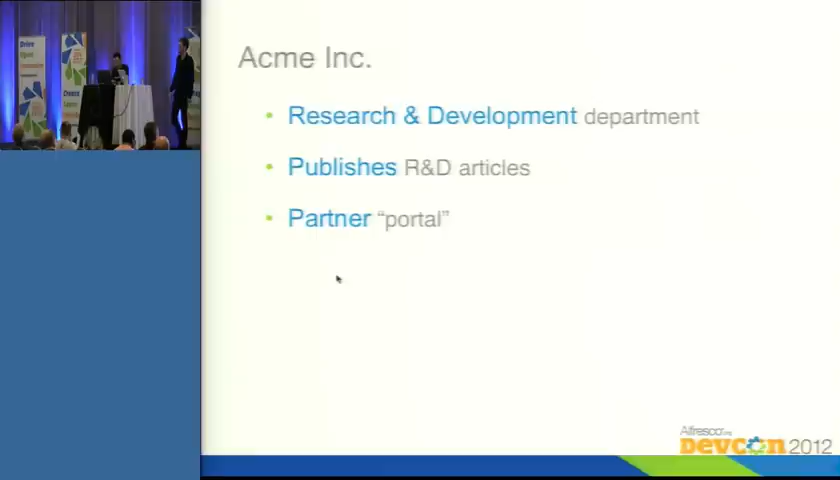 Acme Inc.
• Research & Development department
• Publishes R&D articles
• Partner “portal”
Alfresco
DEVCON 2012